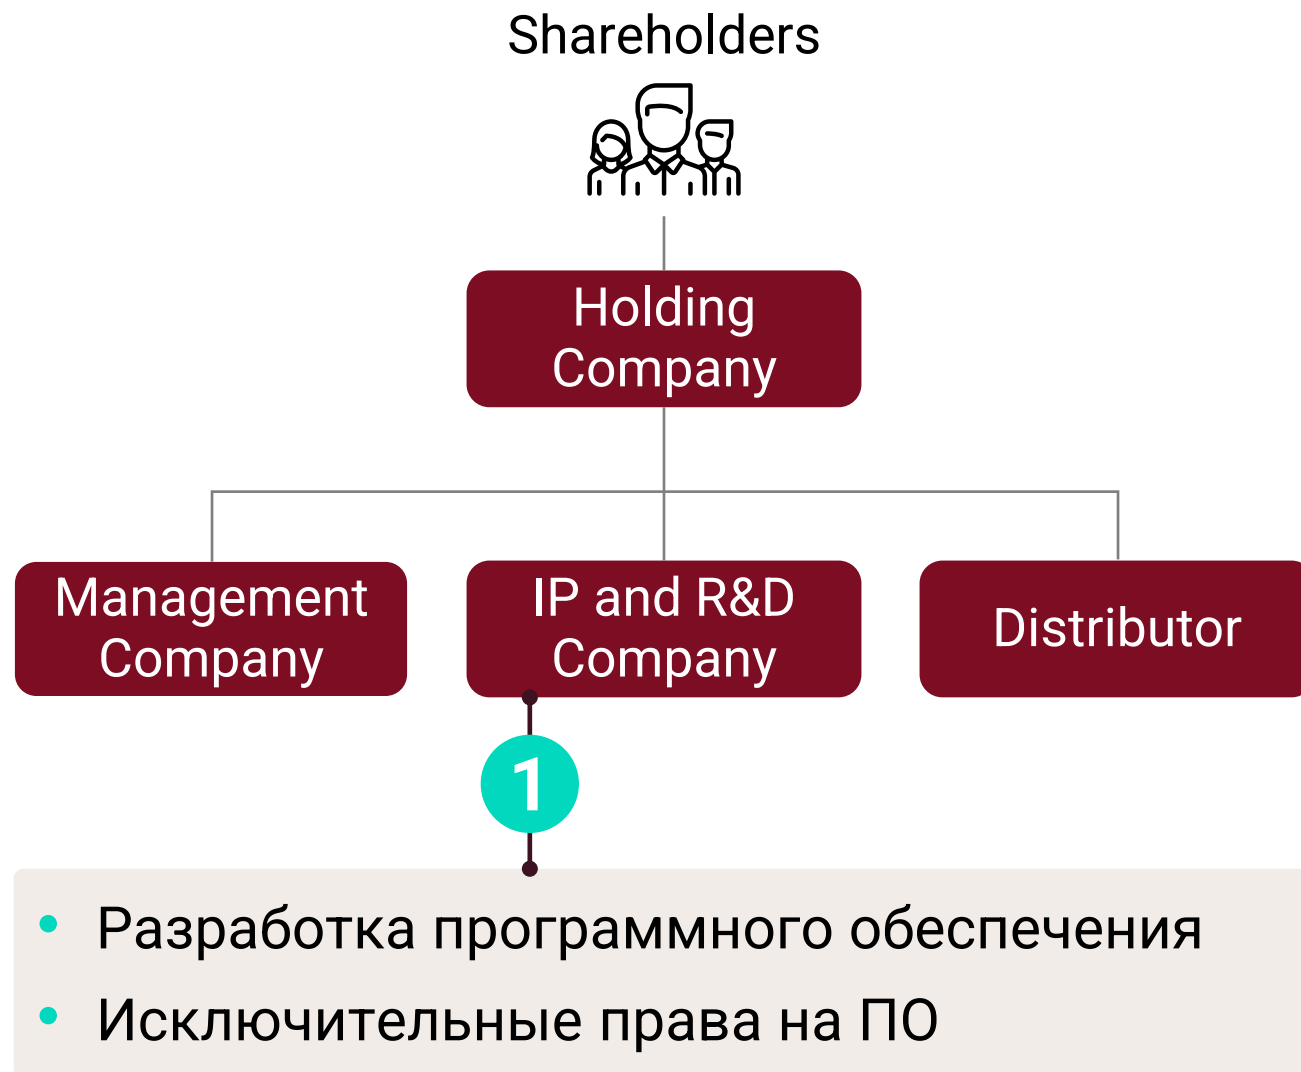 Shareholders
Holding
Company
Management
Company
IP and R&D
Company
Distributor
1
• Разработка программного обеспечения
• Исключительные права на ПО